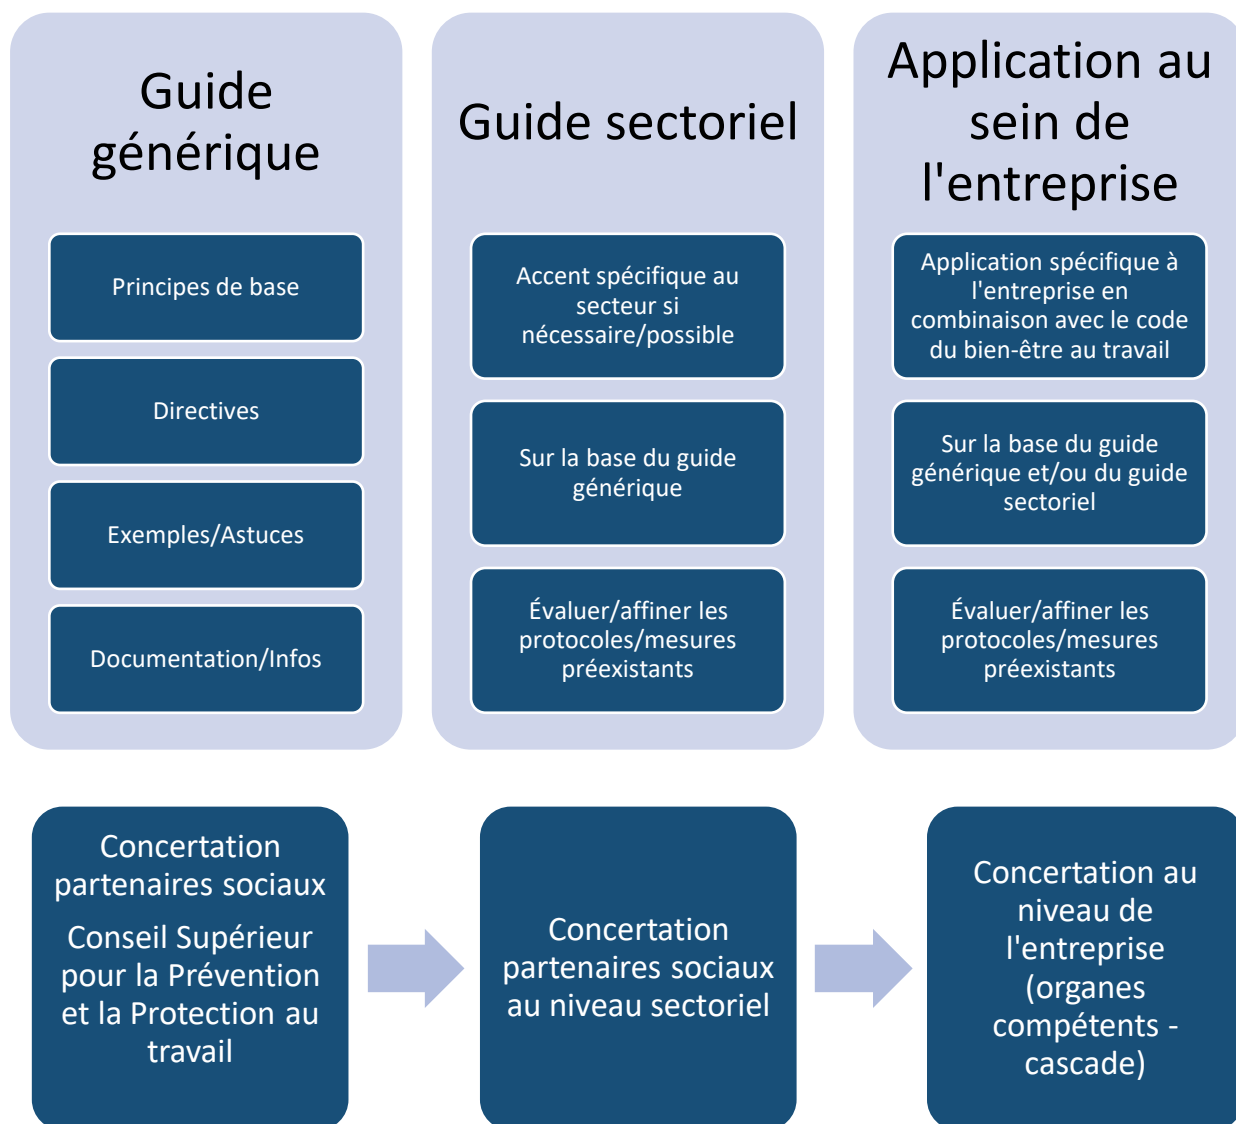 Guide
générique
Principes de base
Directives
Exemples/Astuces
Documentation/Infos
Guide sectoriel
Accent spécifique au
secteur si
nécessaire/possible
Sur la base du guide
générique
Évaluer/affiner les
protocoles/mesures
préexistants
Application au
sein de
l'entreprise
Application spécifique à
l'entreprise en
combinaison avec le code
du bien-être au travail
Sur la base du guide
générique et/ou du guide
sectoriel
Évaluer/affiner les
protocoles/mesures
préexistants
Concertation
partenaires sociaux
Conseil Supérieur
pour la Prévention
et la Protection au
travail
Concertation
partenaires sociaux
au niveau sectoriel
Concertation au
niveau de
l'entreprise
(organes
compétents -
cascade)